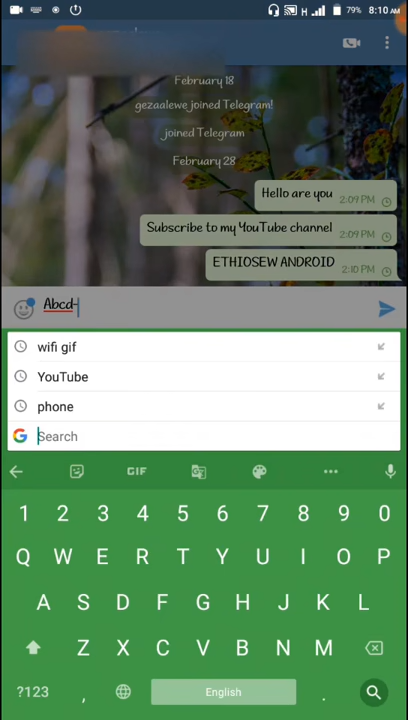 H 79% 8:10 AM
February 18
gezaalewe joined Telegram!
joined Telegram
February 28
Hello are you 2:09 PM
Subscribe to my YouTube channel 2:09 PM
ETHIOSEW ANDROID 2:10 PM
Abcd-
wifi gif
YouTube
phone
Search
GIF
1 2 3 4 5 6 7 8 9 0
Q W E R T Y U I O P
A S D F G H J K L
Z X C V B N M
?123 , English .